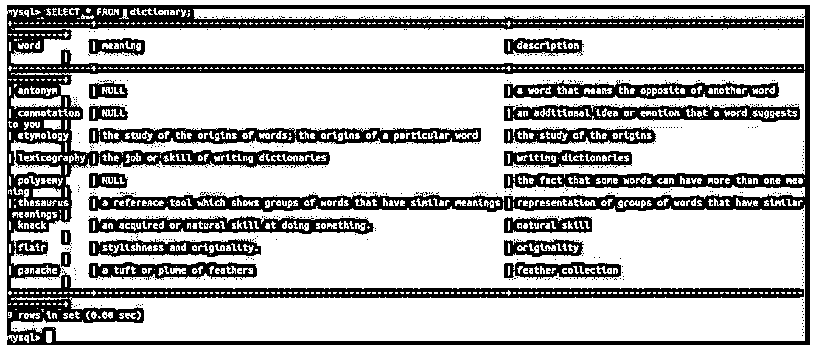 mysql> SELECT * FROM dictionary;
| word | meaning | description
|
| antonym | NULL | a word that means the opposite of another word
|
| connotation | NULL | an additional idea or emotion that a word suggests
to you |
| etymology | the study of the origins of words; the origins of a particular word | the study of the origins
|
| lexicography | the job or skill of writing dictionaries | writing dictionaries
|
| polysemy | NULL | the fact that some words can have more than one mea
ning |
| thesaurus | a reference tool which shows groups of words that have similar meanings | representation of groups of words that have similar
meanings |
| knack | an acquired or natural skill at doing something. | natural skill
|
| flair | stylishness and originality. | originality
|
| panache | a tuft or plume of feathers | feather collection
|
9 rows in set (0.00 sec)
mysql>